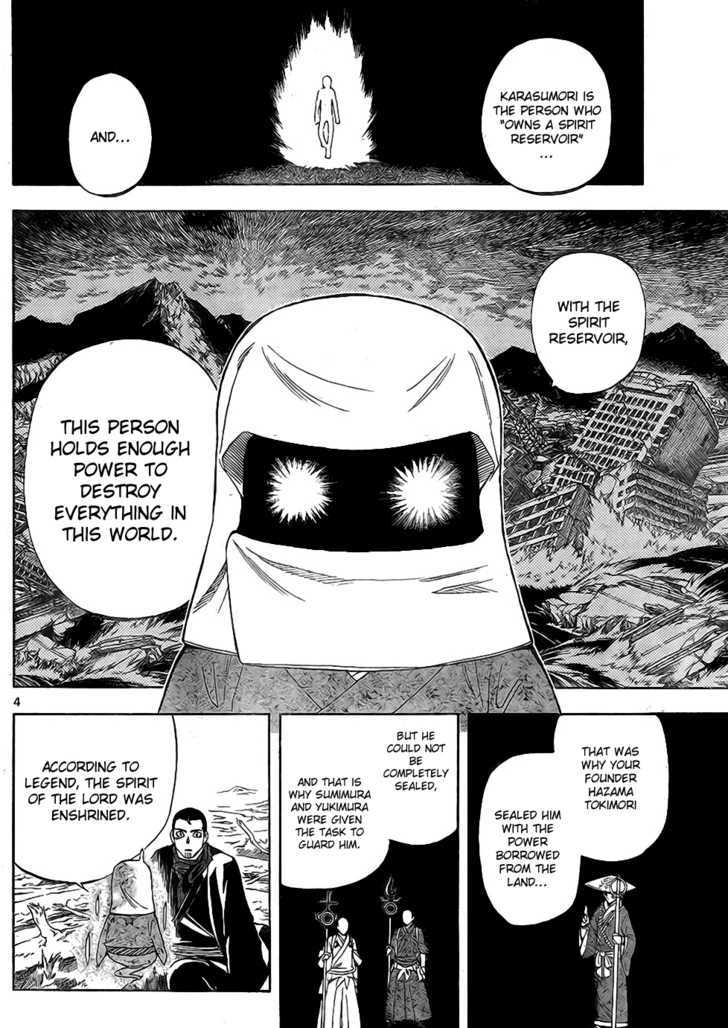 KARASUMORI IS
THE PERSON WHO
"OWNS A SPIRIT
RESERVOIR"
...
AND...
WITH THE
SPIRIT
RESERVOIR,
THIS PERSON
HOLDS ENOUGH
POWER TO
DESTROY
EVERYTHING IN
THIS WORLD.
4
THAT WAS
WHY YOUR
FOUNDER
HAZAMA
TOKIMORI
SEALED HIM
WITH THE
POWER
BORROWED
FROM THE
LAND...
BUT HE
COULD NOT
BE
COMPLETELY
SEALED,
AND THAT IS
WHY SUMIMURA
AND YUKIMURA
WERE GIVEN
THE TASK TO
GUARD HIM.
ACCORDING TO
LEGEND, THE SPIRIT
OF THE LORD WAS
ENSHRINED.